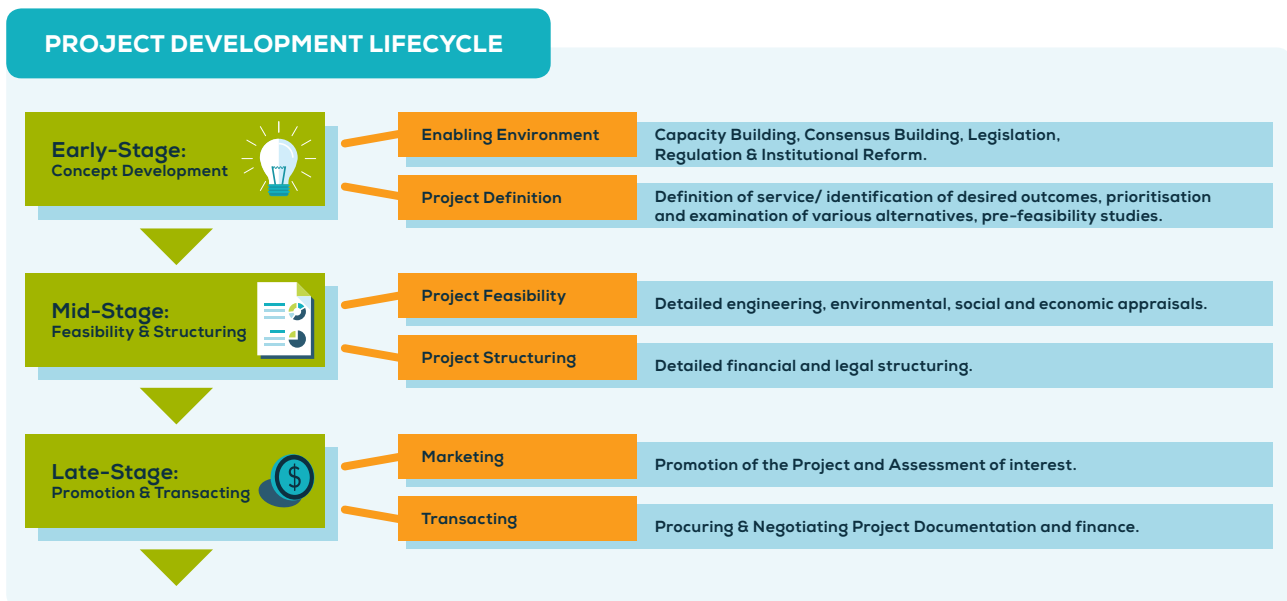 PROJECT DEVELOPMENT LIFECYCLE
Early-Stage:
Concept Development
Enabling Environment
Capacity Building, Consensus Building, Legislation,
Regulation & Institutional Reform.
Project Definition
Definition of service/ identification of desired outcomes, prioritisation
and examination of various alternatives, pre-feasibility studies.
Mid-Stage:
Feasibility & Structuring
Project Feasibility
Detailed engineering, environmental, social and economic appraisals.
Project Structuring
Detailed financial and legal structuring.
Late-Stage:
Promotion & Transacting
$
Marketing
Promotion of the Project and Assessment of interest.
Transacting
Procuring & Negotiating Project Documentation and finance.